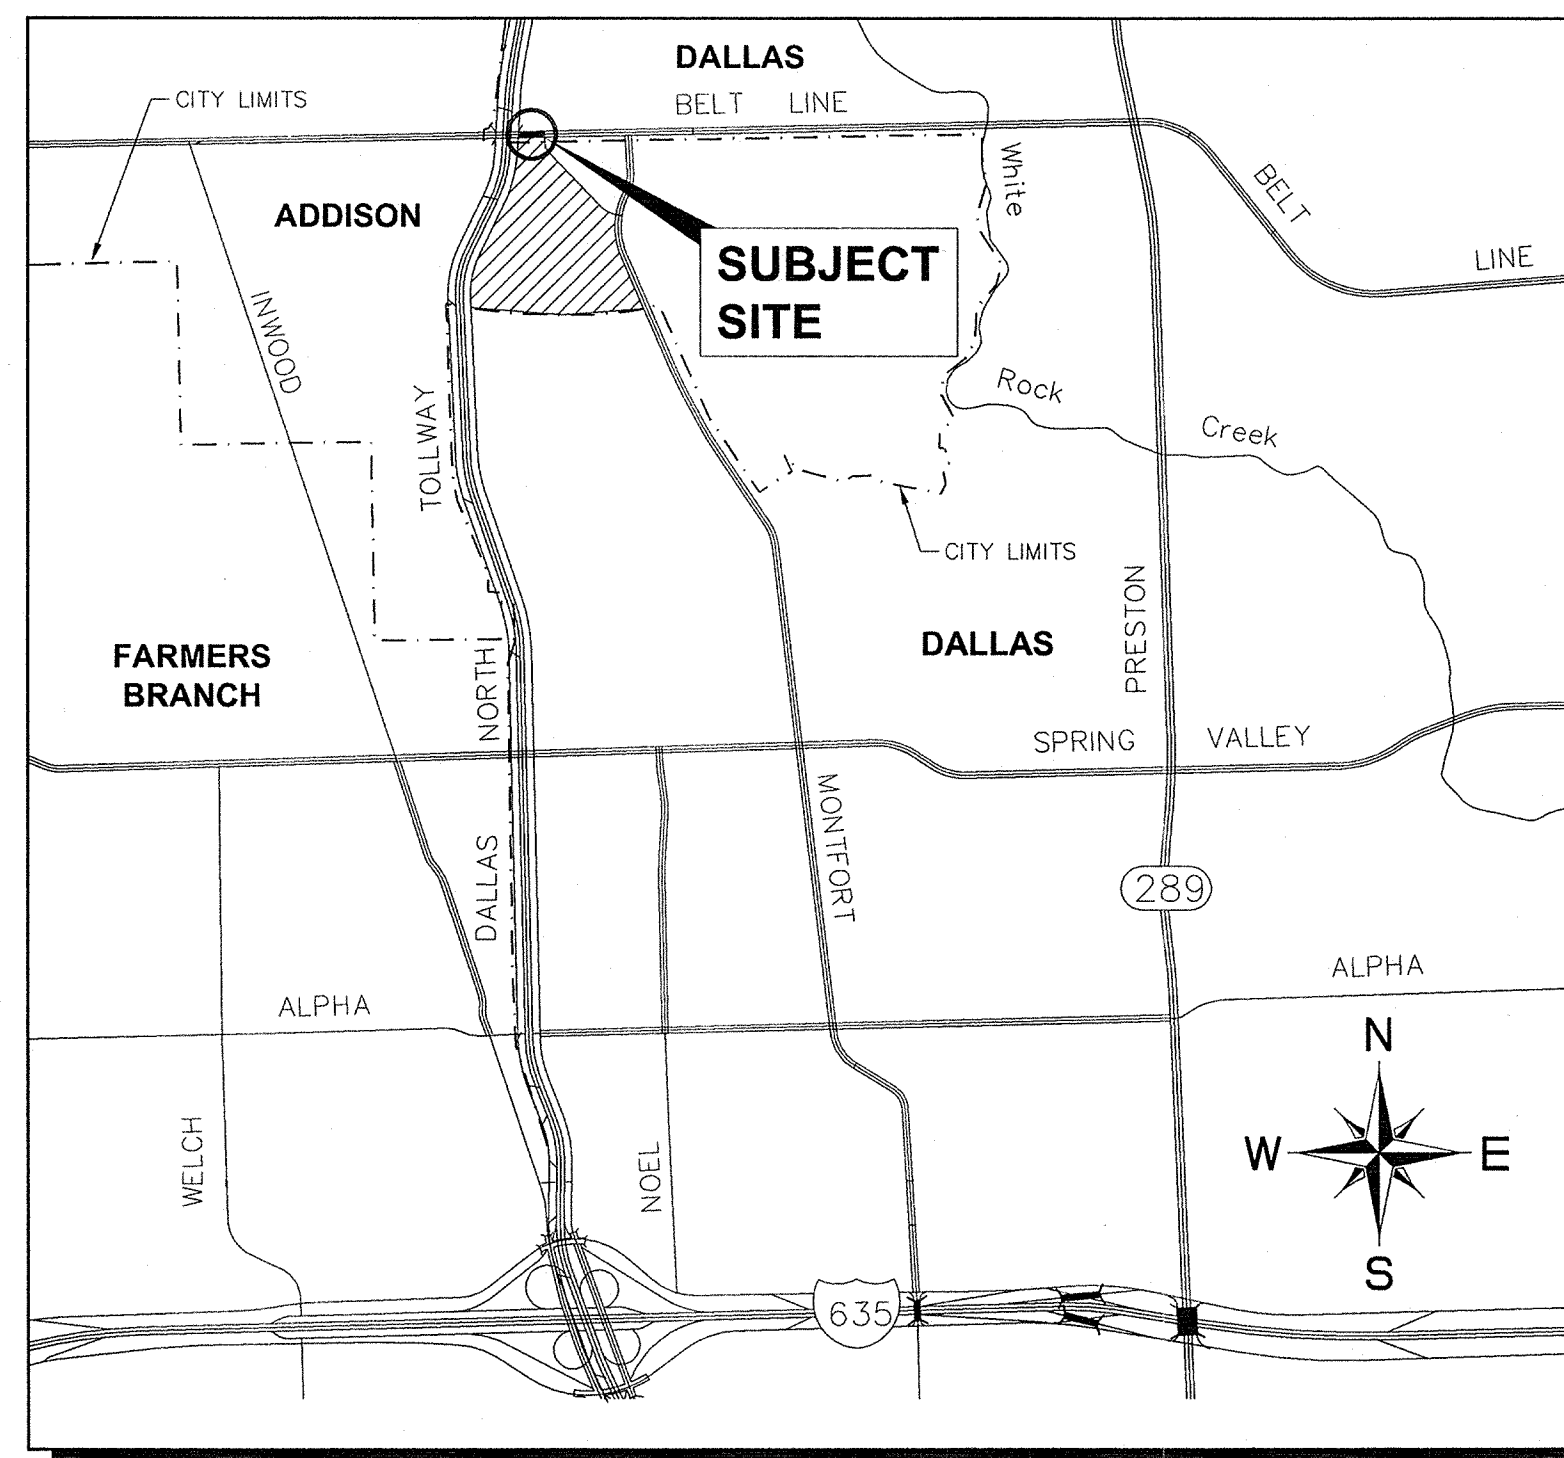 DALLAS
CITY LIMITS
BELT LINE
White
BELT
ADDISON
SUBJECT
SITE
LINE
INWOOD
Rock
TOLLWAY
Creek
CITY LIMITS
PRESTON
DALLAS
FARMERS
BRANCH
NORTH
SPRING VALLEY
MONTFORT
DALLAS
289
ALPHA
ALPHA
N
WELCH
NOEL
W
E
S
635